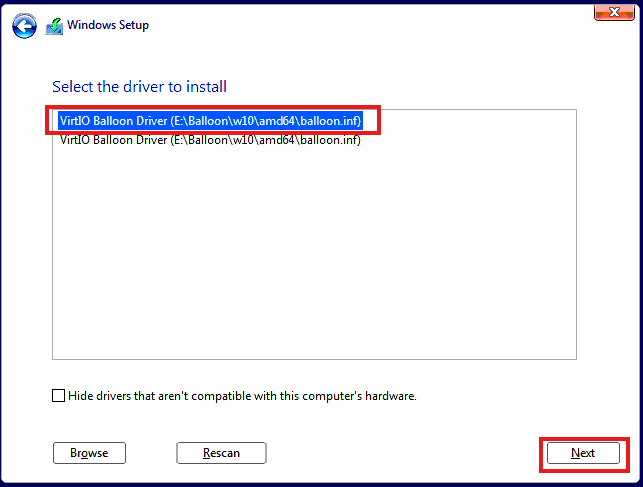 Windows Setup
Select the driver to install
VirtIO Balloon Driver (E:\Balloon\w10\amd64\balloon.inf)
VirtIO Balloon Driver (E:\Balloon\w10\amd64\balloon.inf)
Hide drivers that aren't compatible with this computer's hardware.
Browse
Rescan
Next